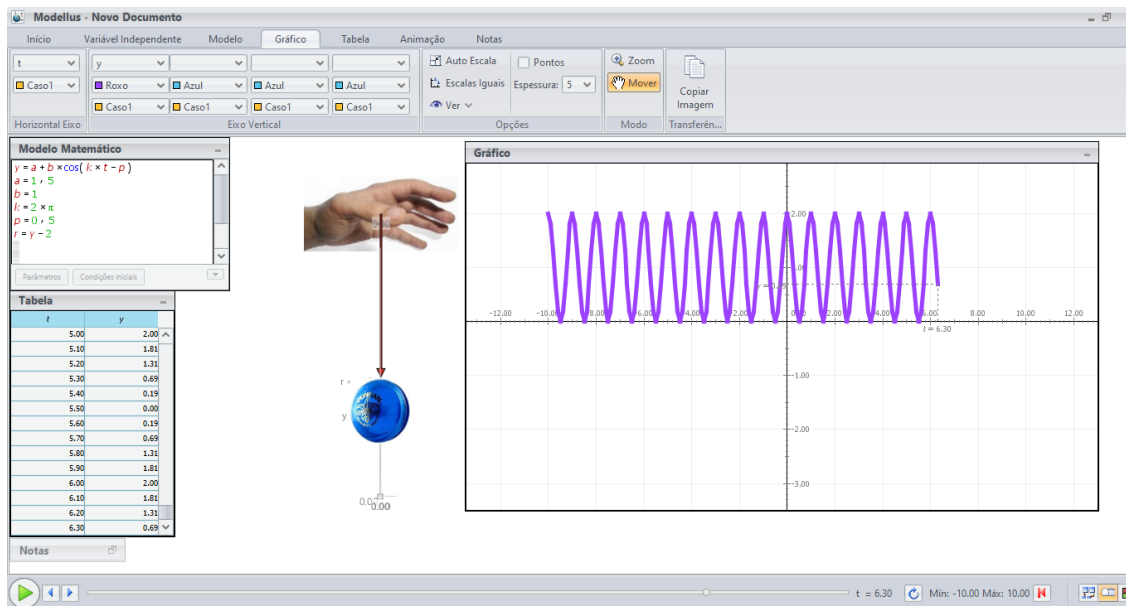 Modellus - Novo Documento
Início Variável Independente Modelo Gráfico Tabela Animação Notas
t y Auto Escala Pontos Zoom
Caso1 Roxo Azul Azul Azul Escalas Iguais Espessura: 5 Mover Copiar Imagem
Caso1 Caso1 Caso1 Caso1 Ver
Horizontal Eixo Eixo Vertical Opções Modo Transferên...
Modelo Matemático
y = a + b × cos( k × t − p )
a = 1 , 5
b = 1
k = 2 × π
p = 0 , 5
r = y − 2
Parâmetros Condições Iniciais
Tabela
t y
5.00 2.00
5.10 1.81
5.20 1.31
5.30 0.69
5.40 0.19
5.50 0.00
5.60 0.19
5.70 0.69
5.80 1.31
5.90 1.81
6.00 2.00
6.10 1.81
6.20 1.31
6.30 0.69
Notas
r =
y
0.00
Gráfico
2.00
-12.00 -10.00 -8.00 -6.00 -4.00 -2.00 0.00 2.00 4.00 6.00 8.00 10.00 12.00
t = 6.30
-1.00
-2.00
-3.00
t = 6.30 Mín: -10.00 Máx: 10.00